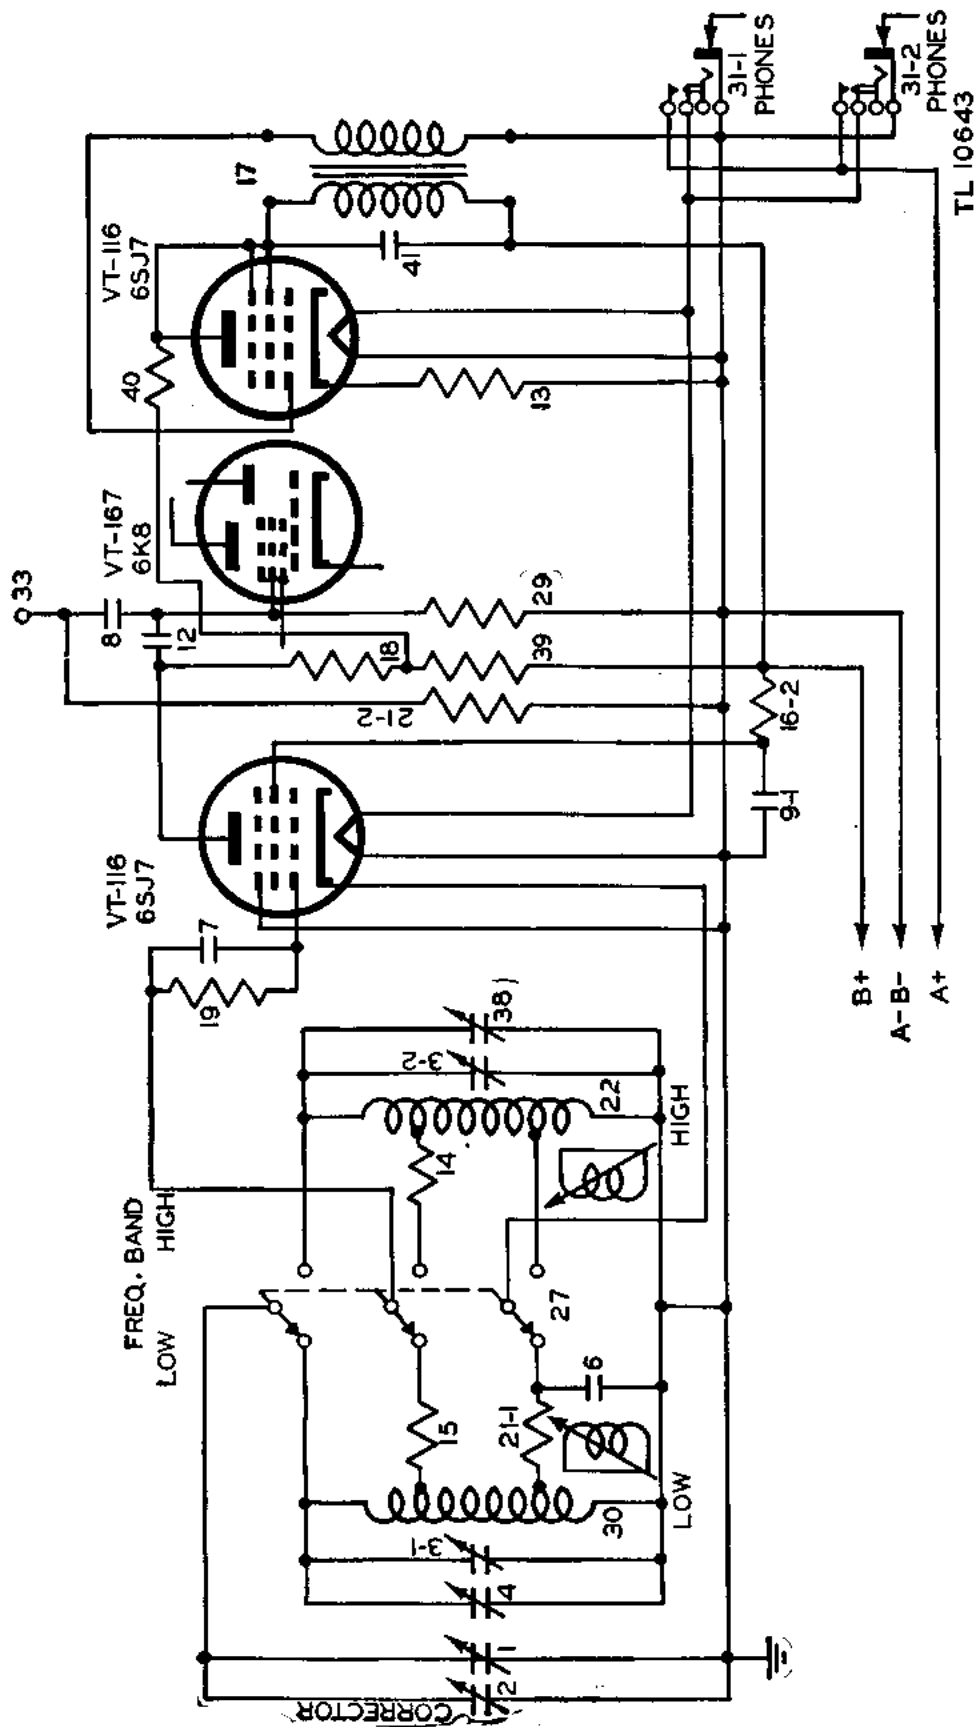 CORRECTOR
2
1
4
3-1
30
LOW
FREQ. BAND
LOW HIGH
15
21-1
6
27
14
22
HIGH
3-2
38
19
7
VT-116
6SJ7
9-1
16-2
21-2
18
39
29
12
8
33
VT-167
6K8
40
VT-116
6SJ7
13
41
17
31-1
PHONES
31-2
PHONES
B+
A-B-
A+
TL 10643